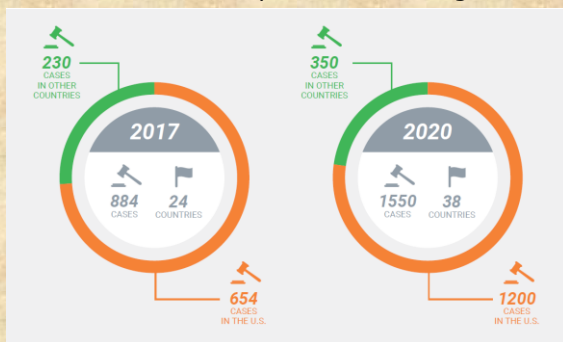 230
CASES
IN OTHER
COUNTRIES
2017
884
CASES
24
COUNTRIES
654
CASES
IN THE U.S.
350
CASES
IN OTHER
COUNTRIES
2020
1550
CASES
38
COUNTRIES
1200
CASES
IN THE U.S.